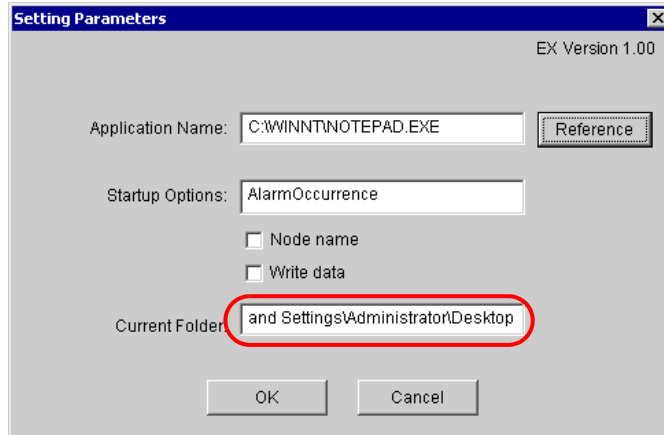 Setting Parameters
EX Version 1.00
Application Name: C:\WINNT\NOTEPAD.EXE Reference
Startup Options: AlarmOccurrence
Node name
Write data
Current Folder: and Settings\Administrator\Desktop
OK Cancel